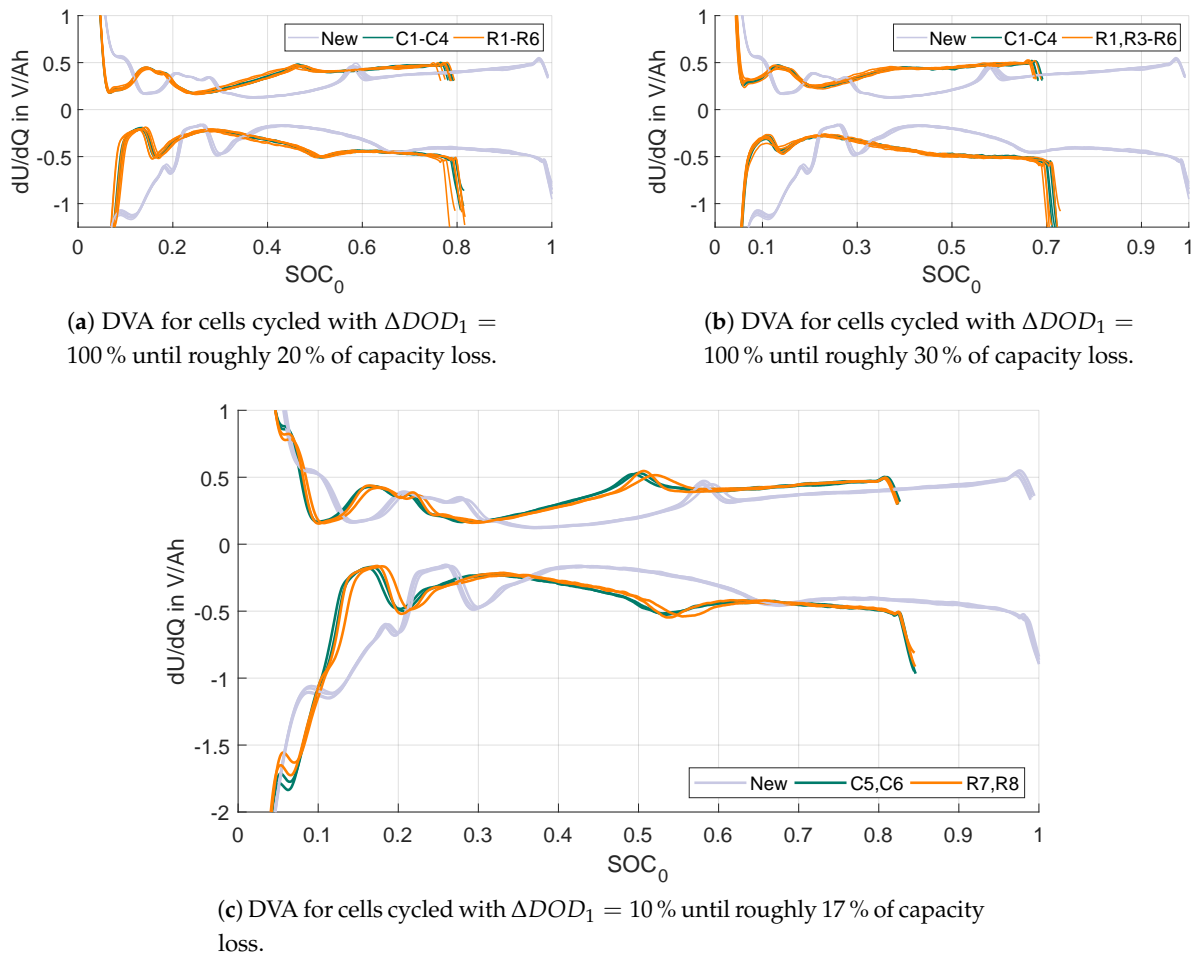 New C1-C4 R1-R6
dU/dQ in V/Ah
1
0.5
0
-0.5
-1
0 0.2 0.4 0.6 0.8 1
SOC0
(a) DVA for cells cycled with ΔDOD1 =
100 % until roughly 20 % of capacity loss.
New C1-C4 R1,R3-R6
dU/dQ in V/Ah
1
0.5
0
-0.5
-1
0 0.1 0.3 0.5 0.7 0.9 1
SOC0
(b) DVA for cells cycled with ΔDOD1 =
100 % until roughly 30 % of capacity loss.
dU/dQ in V/Ah
1
0.5
0
-0.5
-1
-1.5
-2
New C5,C6 R7,R8
0 0.1 0.2 0.3 0.4 0.5 0.6 0.7 0.8 0.9 1
SOC0
(c) DVA for cells cycled with ΔDOD1 = 10 % until roughly 17 % of capacity
loss.